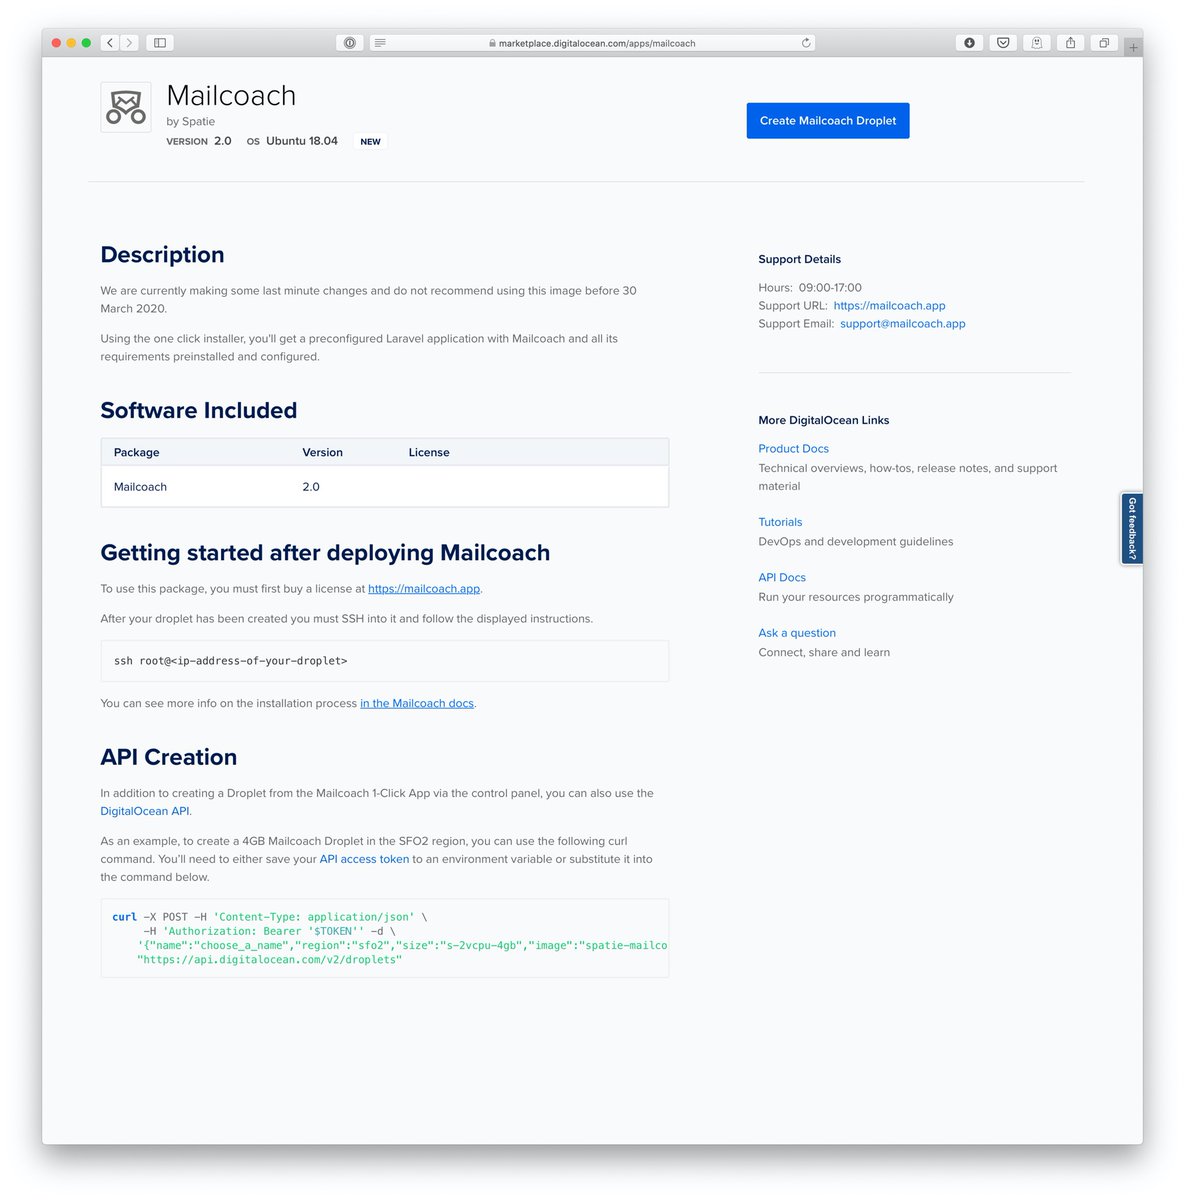 marketplace.digitalocean.com/apps/mailcoach
Mailcoach
by Spatie
VERSION 2.0 OS Ubuntu 18.04 NEW
Create Mailcoach Droplet
Description
We are currently making some last minute changes and do not recommend using this image before 30
March 2020.
Using the one click installer, you'll get a preconfigured Laravel application with Mailcoach and all its
requirements preinstalled and configured.
Software Included
Package Version License
Mailcoach 2.0
Getting started after deploying Mailcoach
To use this package, you must first buy a license at https://mailcoach.app.
After your droplet has been created you must SSH into it and follow the displayed instructions.
ssh root@<ip-address-of-your-droplet>
You can see more info on the installation process in the Mailcoach docs.
API Creation
In addition to creating a Droplet from the Mailcoach 1-Click App via the control panel, you can also use the
DigitalOcean API.
As an example, to create a 4GB Mailcoach Droplet in the SFO2 region, you can use the following curl
command. You'll need to either save your API access token to an environment variable or substitute it into
the command below.
curl -X POST -H 'Content-Type: application/json' \
-H 'Authorization: Bearer '$TOKEN'' -d \
'{"name":"choose_a_name","region":"sfo2","size":"s-2vcpu-4gb","image":"spatie-mailco
"https://api.digitalocean.com/v2/droplets"
Support Details
Hours: 09:00-17:00
Support URL: https://mailcoach.app
Support Email: support@mailcoach.app
More DigitalOcean Links
Product Docs
Technical overviews, how-tos, release notes, and support
material
Tutorials
DevOps and development guidelines
API Docs
Run your resources programmatically
Ask a question
Connect, share and learn
Got feedback?